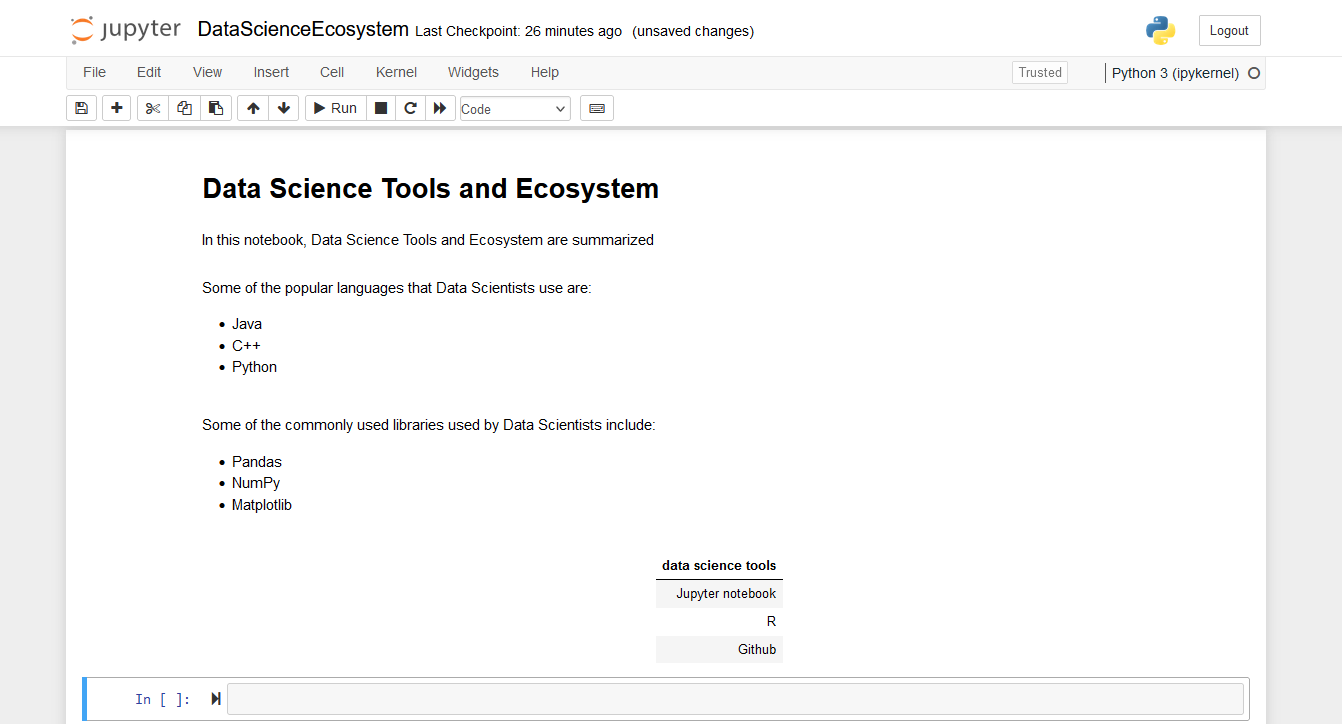 jupyter DataScienceEcosystem Last Checkpoint: 26 minutes ago (unsaved changes) Logout
File Edit View Insert Cell Kernel Widgets Help Trusted Python 3 (ipykernel)
Run Code
Data Science Tools and Ecosystem
In this notebook, Data Science Tools and Ecosystem are summarized
Some of the popular languages that Data Scientists use are:
• Java
• C++
• Python
Some of the commonly used libraries used by Data Scientists include:
• Pandas
• NumPy
• Matplotlib
data science tools
Jupyter notebook
R
Github
In [ ]: